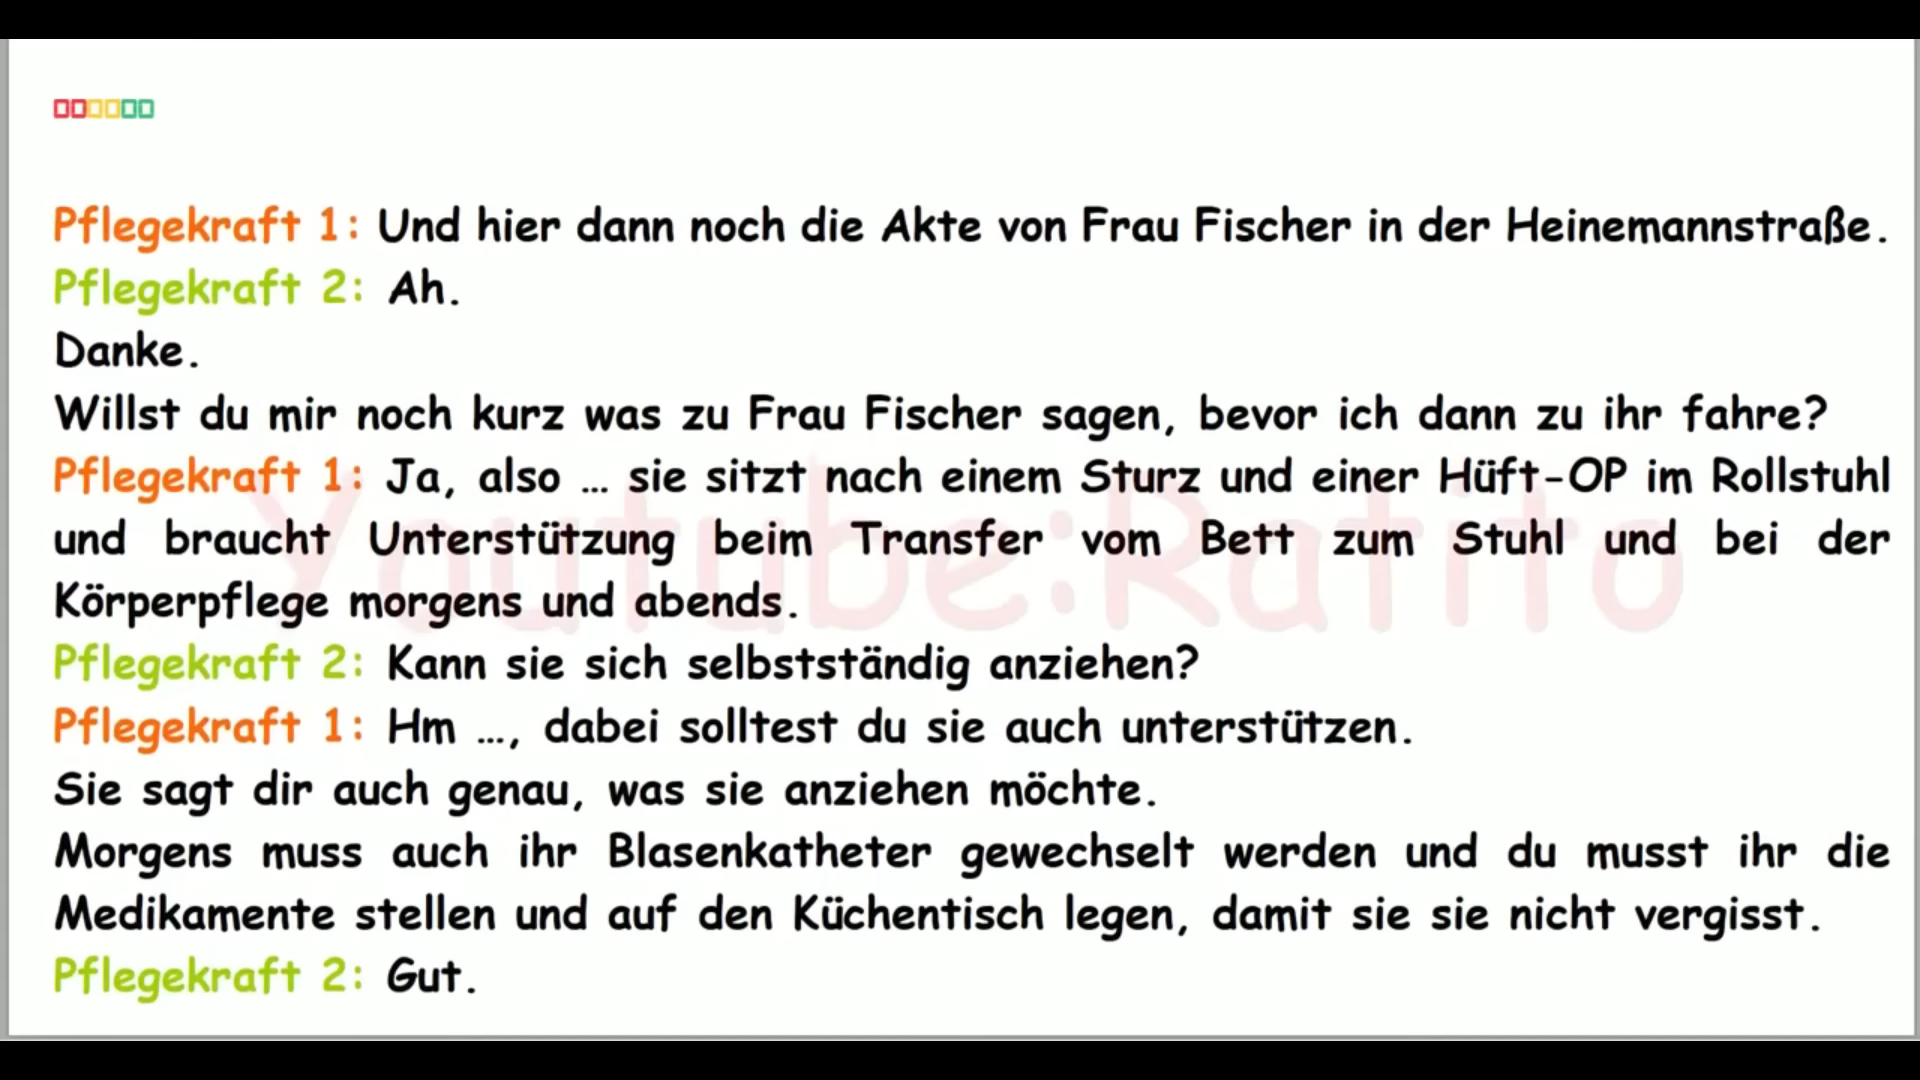 Pflegekraft 1: Und hier dann noch die Akte von Frau Fischer in der Heinemannstraße.
Pflegekraft 2: Ah.
Danke.
Willst du mir noch kurz was zu Frau Fischer sagen, bevor ich dann zu ihr fahre?
Pflegekraft 1: Ja, also … sie sitzt nach einem Sturz und einer Hüft-OP im Rollstuhl
und braucht Unterstützung beim Transfer vom Bett zum Stuhl und bei der
Körperpflege morgens und abends.
Pflegekraft 2: Kann sie sich selbstständig anziehen?
Pflegekraft 1: Hm …, dabei solltest du sie auch unterstützen.
Sie sagt dir auch genau, was sie anziehen möchte.
Morgens muss auch ihr Blasenkatheter gewechselt werden und du musst ihr die
Medikamente stellen und auf den Küchentisch legen, damit sie sie nicht vergisst.
Pflegekraft 2: Gut.
Youtube:Ratito